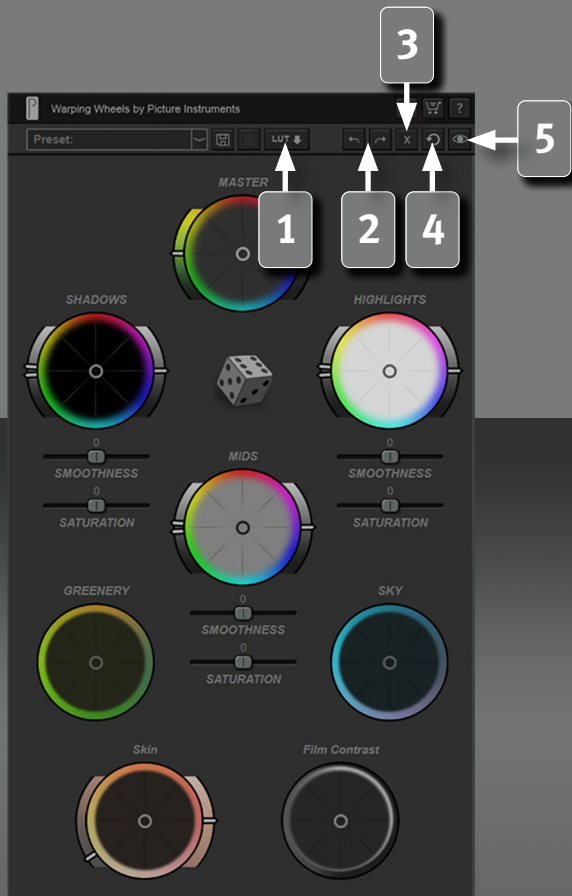 3
Warping Wheels by Picture Instruments
?
Preset:
LUT
X
5
1
2
4
MASTER
SHADOWS
HIGHLIGHTS
0
0
SMOOTHNESS
SMOOTHNESS
MIDS
0
0
SATURATION
SATURATION
GREENERY
SKY
0
SMOOTHNESS
0
SATURATION
Skin
Film Contrast